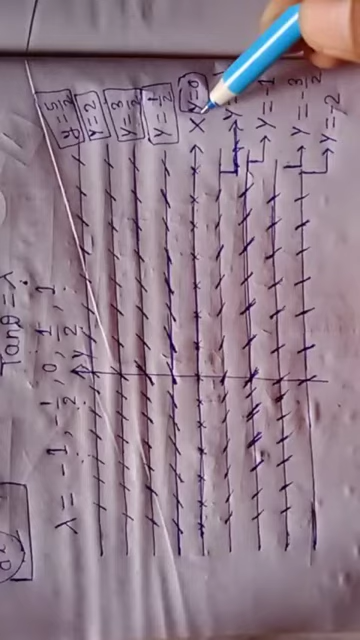 Tanθ = λ
λ = -1, -1/2, 0, 1/2, 1
Y
y = 5/2
Y = 2
Y = 3/2
Y = 1/2
X
Y = 0
Y = -1
Y = -3/2
Y = -2